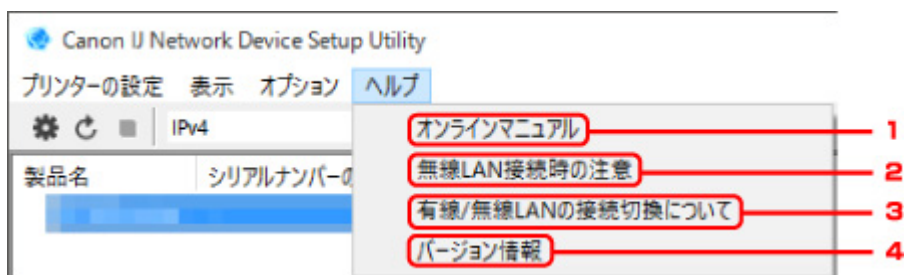 Canon IJ Network Device Setup Utility
プリンターの設定 表示 オプション ヘルプ
IPv4
オンラインマニュアル 1
製品名 シリアルナンバーの
無線LAN接続時の注意 2
有線/無線LANの接続切換について 3
バージョン情報 4